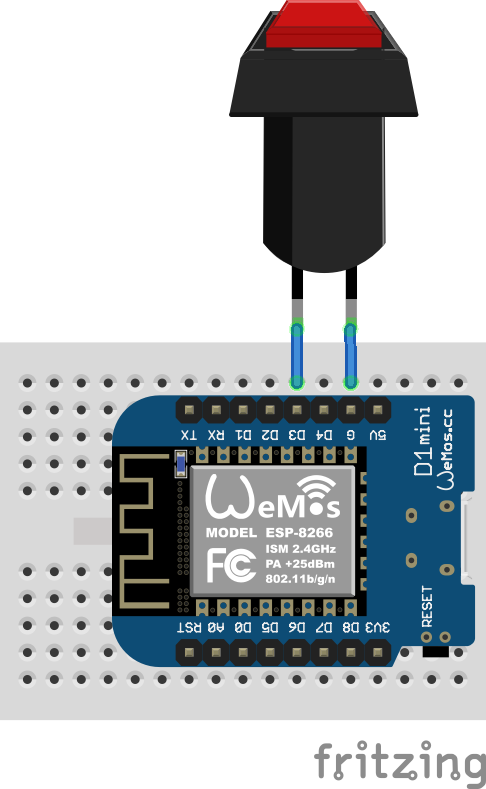 TX RX D1 D2 D3 D4 G 5V
D1 mini
WeMos.cc
WeMos
MODEL ESP-8266
FC
ISM 2.4GHz
PA +25dBm
802.11b/g/n
RST A0 D0 D5 D6 D7 D8 3V3
RESET
fritzing